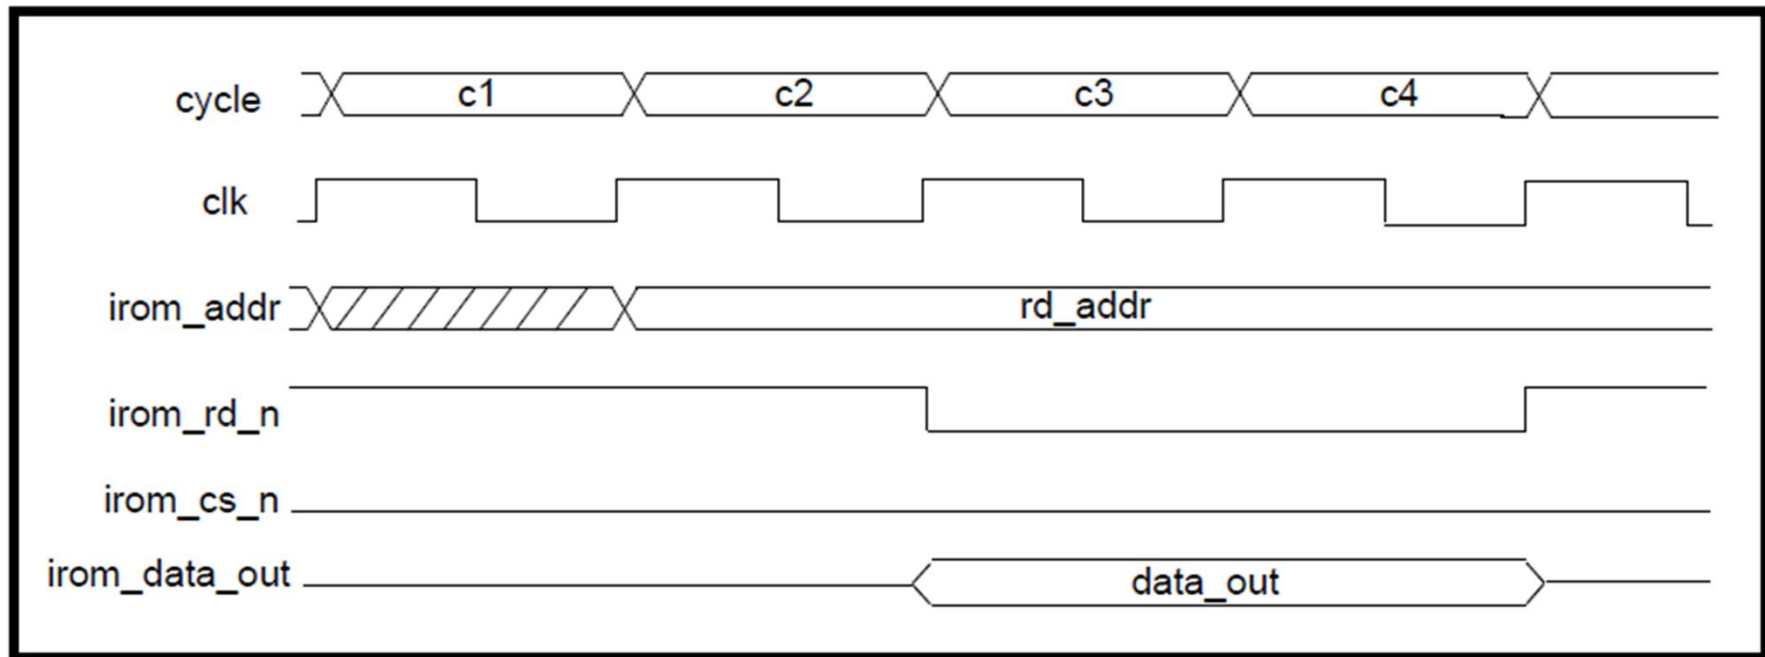 cycle c1 c2 c3 c4
clk
irom_addr rd_addr
irom_rd_n
irom_cs_n
irom_data_out data_out